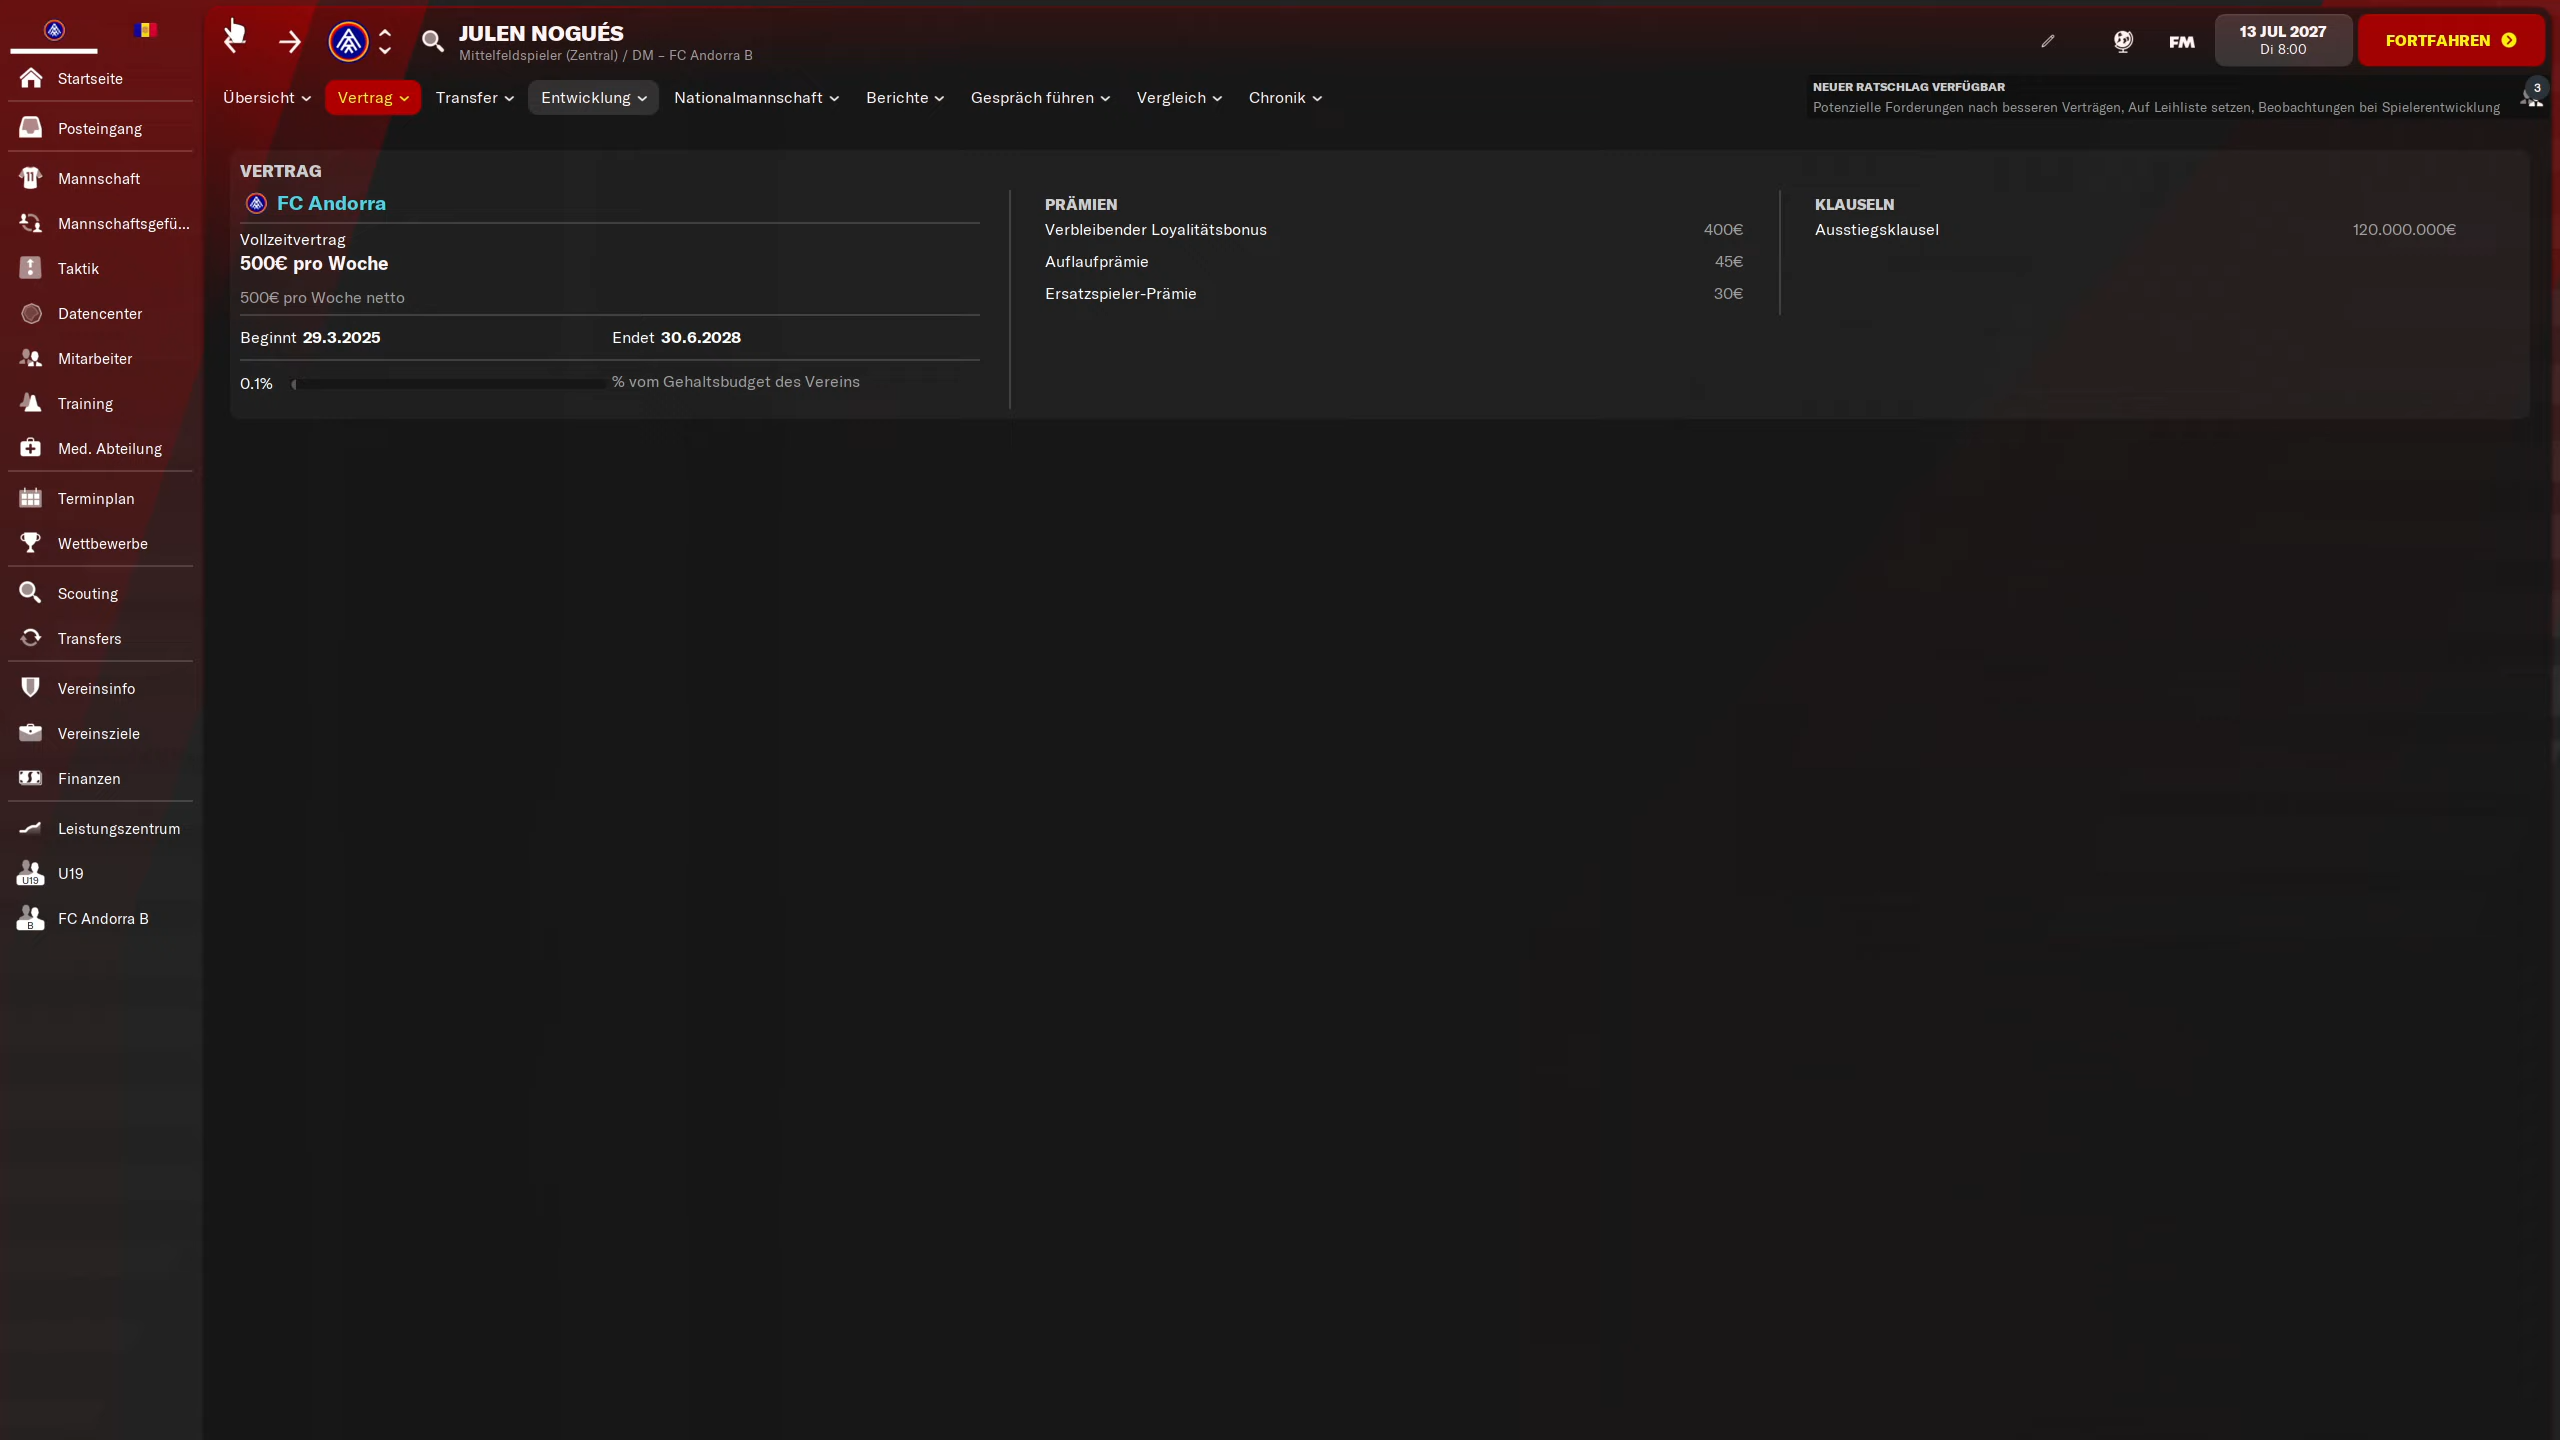 JULEN NOGUÉS
Mittelfeldspieler (Zentral) / DM – FC Andorra B
FM
13 JUL 2027
Di 8:00
FORTFAHREN
Übersicht
Vertrag
Transfer
Entwicklung
Nationalmannschaft
Berichte
Gespräch führen
Vergleich
Chronik
NEUER RATSCHLAG VERFÜGBAR
Potenzielle Forderungen nach besseren Verträgen, Auf Leihliste setzen, Beobachtungen bei Spielerentwicklung
3
Startseite
Posteingang
11
Mannschaft
Mannschaftsgefü...
Taktik
Datencenter
Mitarbeiter
Training
Med. Abteilung
Terminplan
Wettbewerbe
Scouting
Transfers
Vereinsinfo
Vereinsziele
Finanzen
Leistungszentrum
U19
U19
B
FC Andorra B
VERTRAG
FC Andorra
Vollzeitvertrag
500€ pro Woche
500€ pro Woche netto
Beginnt 29.3.2025
Endet 30.6.2028
0.1%
% vom Gehaltsbudget des Vereins
PRÄMIEN
Verbleibender Loyalitätsbonus 400€
Auflaufprämie 45€
Ersatzspieler-Prämie 30€
KLAUSELN
Ausstiegsklausel 120.000.000€